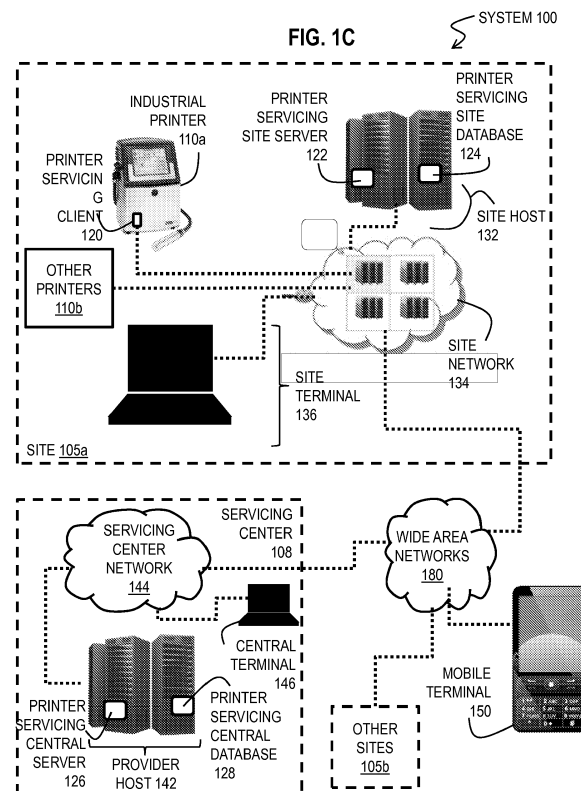 SYSTEM 100
FIG. 1C
INDUSTRIAL
PRINTER
110a
PRINTER
SERVICIN
G
CLIENT
120
PRINTER
SERVICING
SITE SERVER
122
PRINTER
SERVICING
SITE
DATABASE
124
SITE HOST
132
OTHER
PRINTERS
110b
SITE
NETWORK
134
SITE
TERMINAL
136
SITE 105a
SERVICING
CENTER
NETWORK
144
SERVICING
CENTER
108
WIDE AREA
NETWORKS
180
CENTRAL
TERMINAL
146
MOBILE
TERMINAL
150
PRINTER
SERVICING
CENTRAL
SERVER
126
PRINTER
SERVICING
CENTRAL
DATABASE
128
PROVIDER
HOST 142
OTHER
SITES
105b